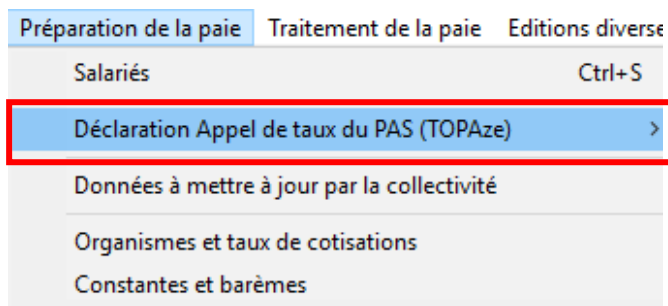 Préparation de la paie Traitement de la paie Editions diverse
Salariés Ctrl+S
Déclaration Appel de taux du PAS (TOPAze) >
Données à mettre à jour par la collectivité
Organismes et taux de cotisations
Constantes et barèmes